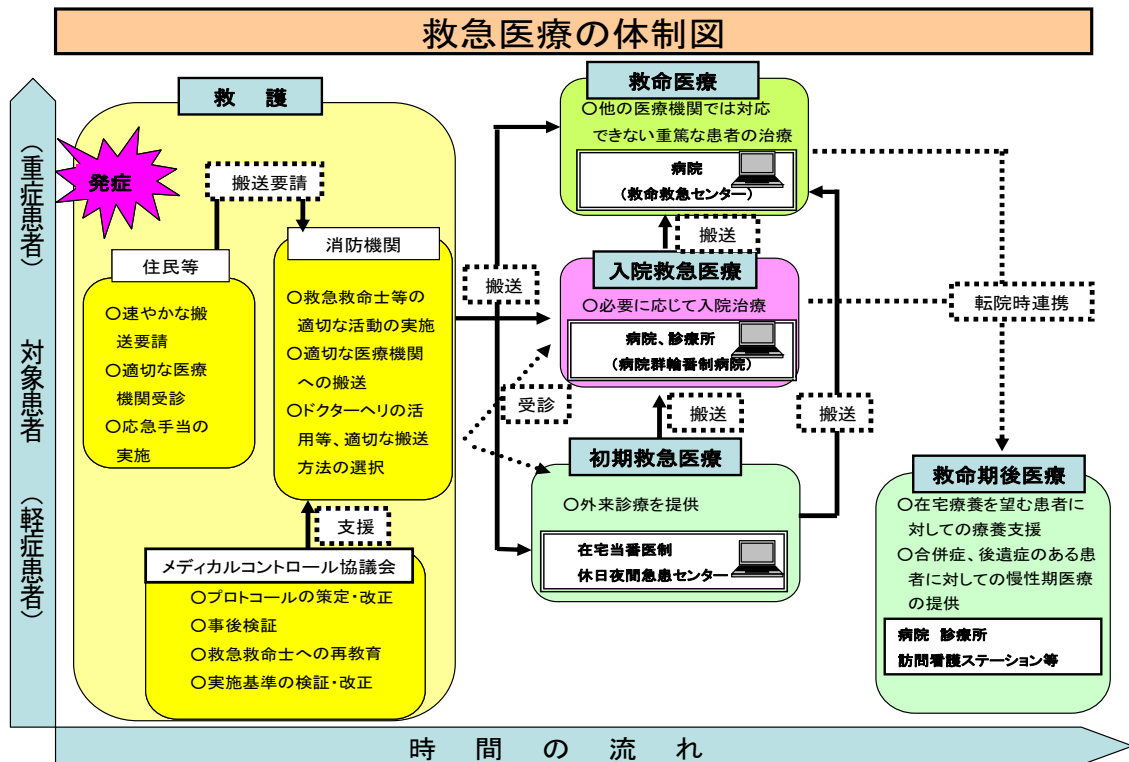 救急医療の体制図
(重症患者)
対象患者
(軽症患者)
救　護
発症
搬送要請
住民等
○速やかな搬
送要請
○適切な医療
機関受診
○応急手当の
実施
消防機関
○救急救命士等の
適切な活動の実施
○適切な医療機関
への搬送
○ドクターヘリの活
用等、適切な搬送
方法の選択
支援
メディカルコントロール協議会
○プロトコールの策定・改正
○事後検証
○救急救命士への再教育
○実施基準の検証・改正
搬送
受診
救命医療
○他の医療機関では対応
できない重篤な患者の治療
病院
(救命救急センター)
搬送
入院救急医療
○必要に応じて入院治療
病院、診療所
(病院群輪番制病院)
搬送
搬送
初期救急医療
○外来診療を提供
在宅当番医制
休日夜間急患センター
転院時連携
救命期後医療
○在宅療養を望む患者に
対しての療養支援
○合併症、後遺症のある患
者に対しての慢性期医療
の提供
病院 診療所
訪問看護ステーション等
時 間 の 流 れ